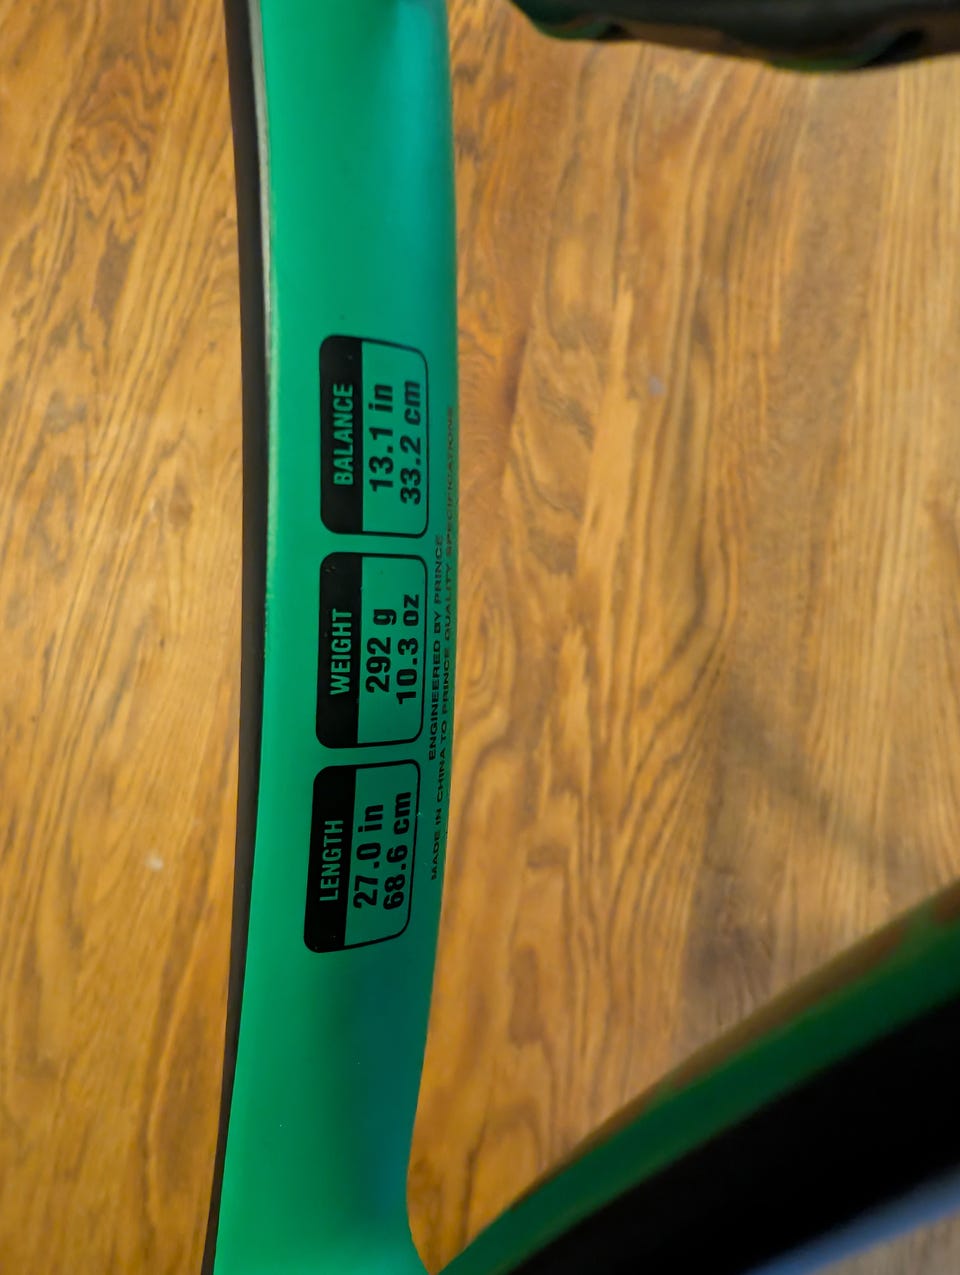 LENGTH
27.0 in
68.6 cm
WEIGHT
292 g
10.3 oz
BALANCE
13.1 in
33.2 cm
ENGINEERED BY PRINCE
MADE IN CHINA TO PRINCE QUALITY SPECIFICATIONS